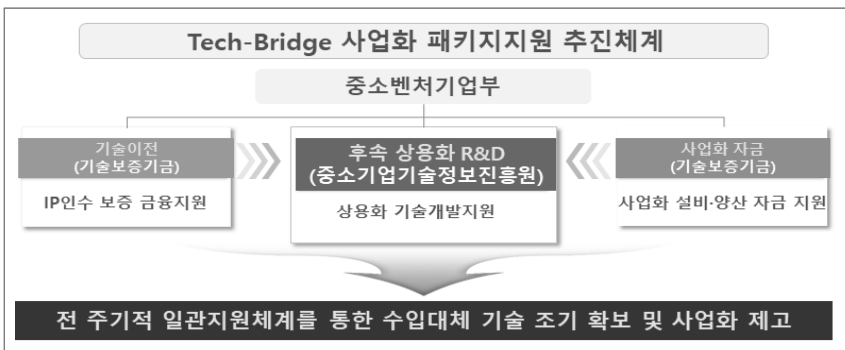 Tech-Bridge 사업화 패키지지원 추진체계
중소벤처기업부
기술이전
(기술보증기금)
IP인수 보증 금융지원
후속 상용화 R&D
(중소기업기술정보진흥원)
상용화 기술개발지원
사업화 자금
(기술보증기금)
사업화 설비·양산 자금 지원
전 주기적 일관지원체계를 통한 수입대체 기술 조기 확보 및 사업화 제고